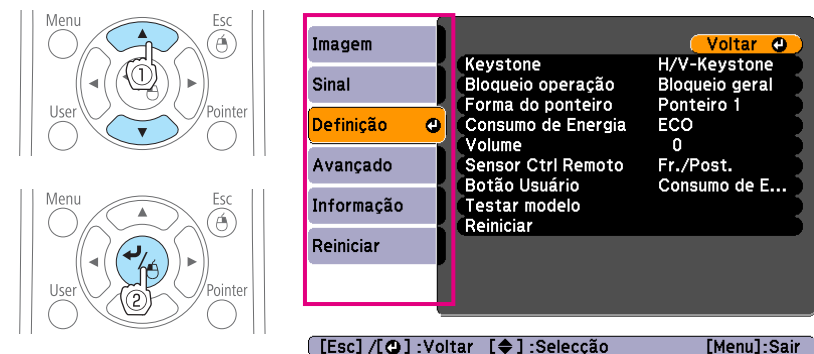 Menu Esc
①
User Pointer
Menu Esc
User Pointer
②
Imagem
Sinal
Definição
Avançado
Informação
Reiniciar
Voltar
Keystone H/V-Keystone
Bloqueio operação Bloqueio geral
Forma do ponteiro Ponteiro 1
Consumo de Energia ECO
Volume 0
Sensor Ctrl Remoto Fr./Post.
Botão Usuário Consumo de E...
Testar modelo
Reiniciar
[Esc] /[⏎] :Voltar [◆] :Selecção [Menu]:Sair